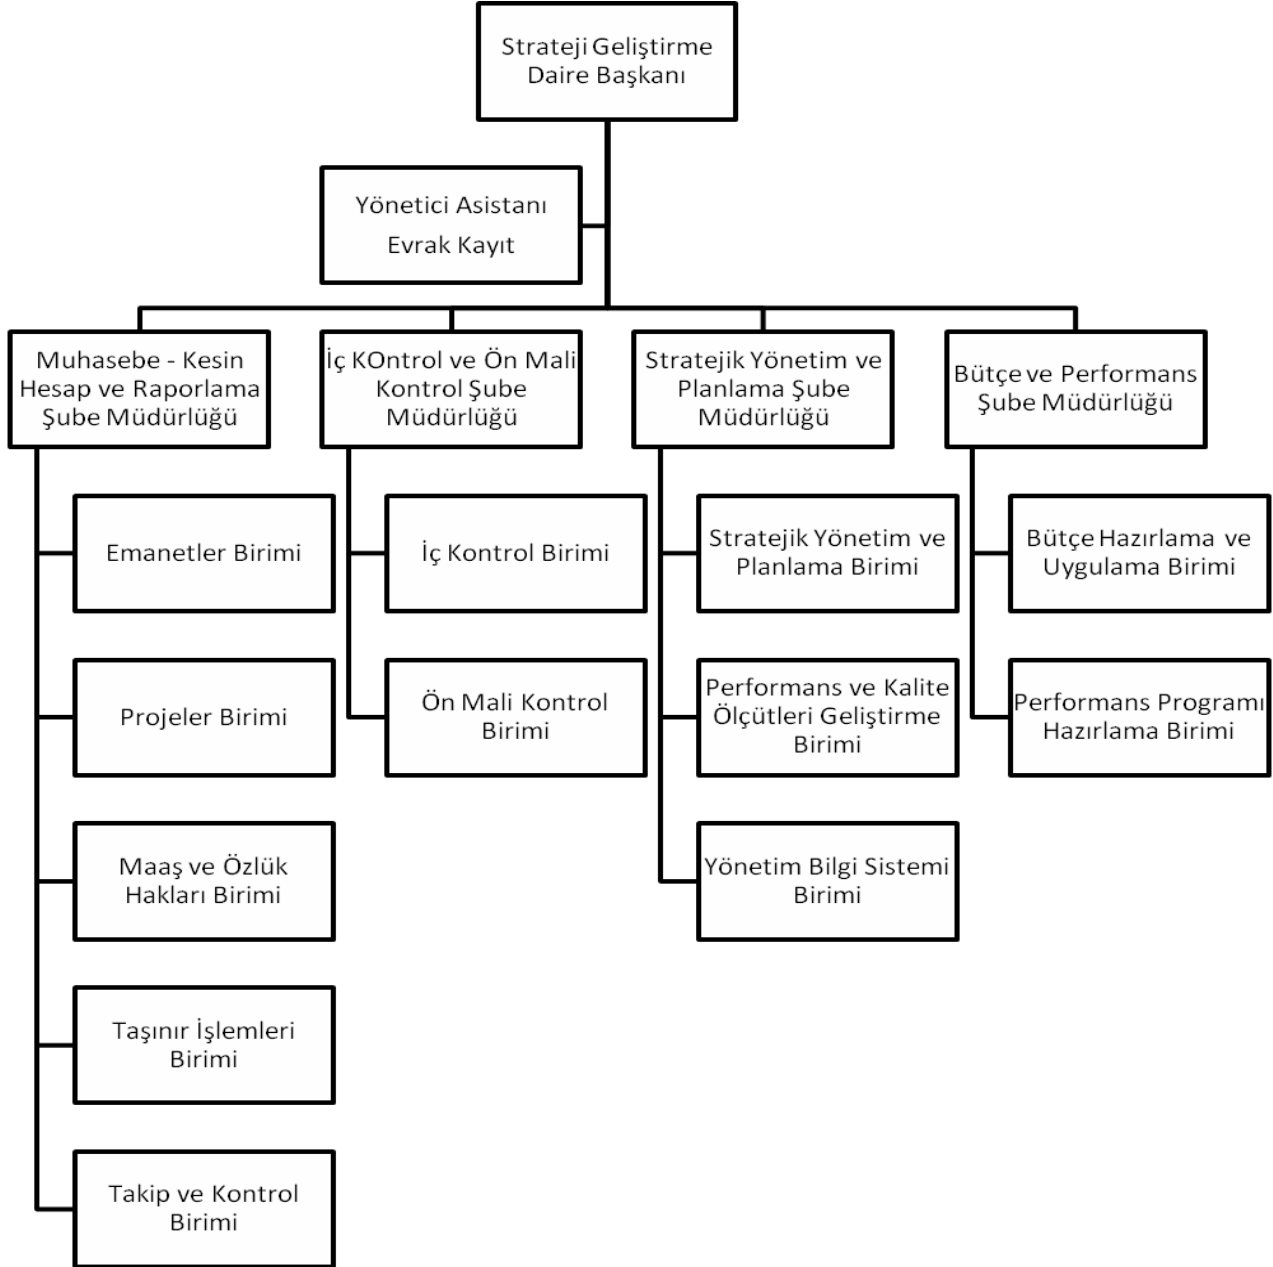 Strateji Geliştirme
Daire Başkanı
Yönetici Asistanı
Evrak Kayıt
Muhasebe - Kesin
Hesap ve Raporlama
Şube Müdürlüğü
İç KOntrol ve Ön Mali
Kontrol Şube
Müdürlüğü
Stratejik Yönetim ve
Planlama Şube
Müdürlüğü
Bütçe ve Performans
Şube Müdürlüğü
Emanetler Birimi
İç Kontrol Birimi
Stratejik Yönetim ve
Planlama Birimi
Bütçe Hazırlama ve
Uygulama Birimi
Projeler Birimi
Ön Mali Kontrol
Birimi
Performans ve Kalite
Ölçütleri Geliştirme
Birimi
Performans Programı
Hazırlama Birimi
Maaş ve Özlük
Hakları Birimi
Yönetim Bilgi Sistemi
Birimi
Taşınır İşlemleri
Birimi
Takip ve Kontrol
Birimi